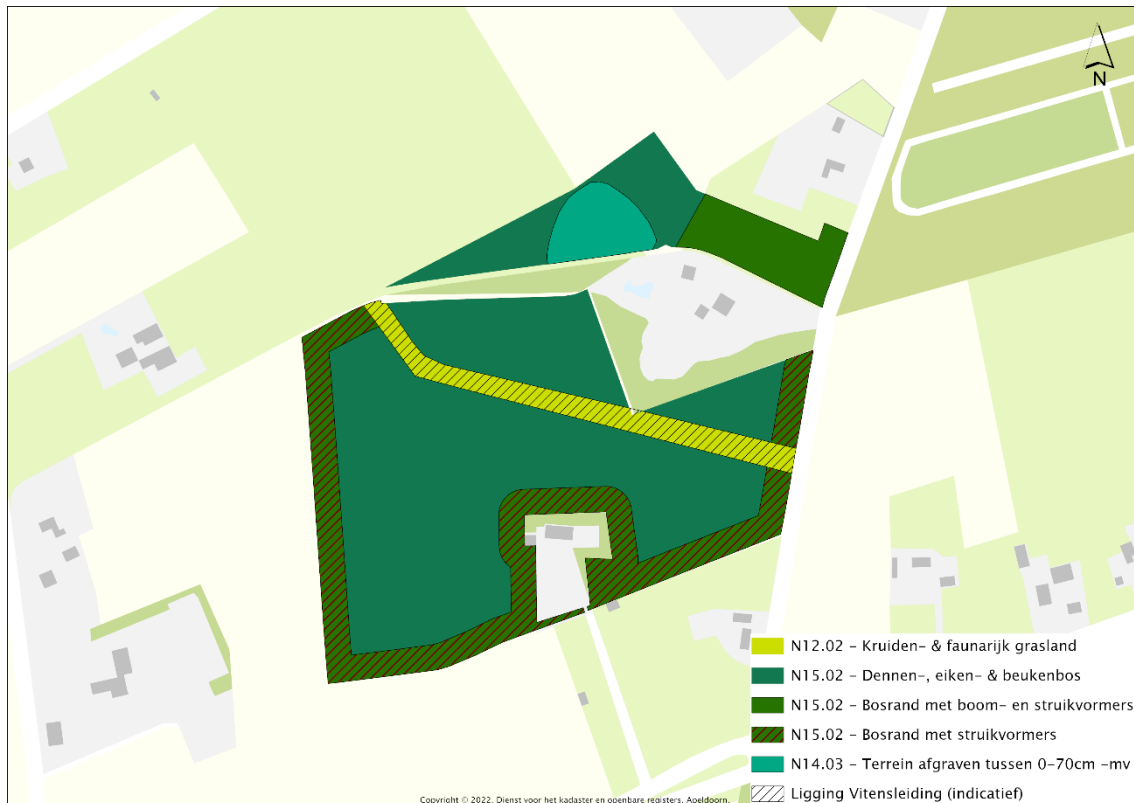 N
N12.02 – Kruiden- & faunarijk grasland
N15.02 – Dennen-, eiken- & beukenbos
N15.02 – Bosrand met boom- en struikvormers
N15.02 – Bosrand met struikvormers
N14.03 – Terrein afgraven tussen 0-70cm -mv
Ligging Vitensleiding (indicatief)
Copyright © 2022, Dienst voor het kadaster en openbare registers, Apeldoorn.